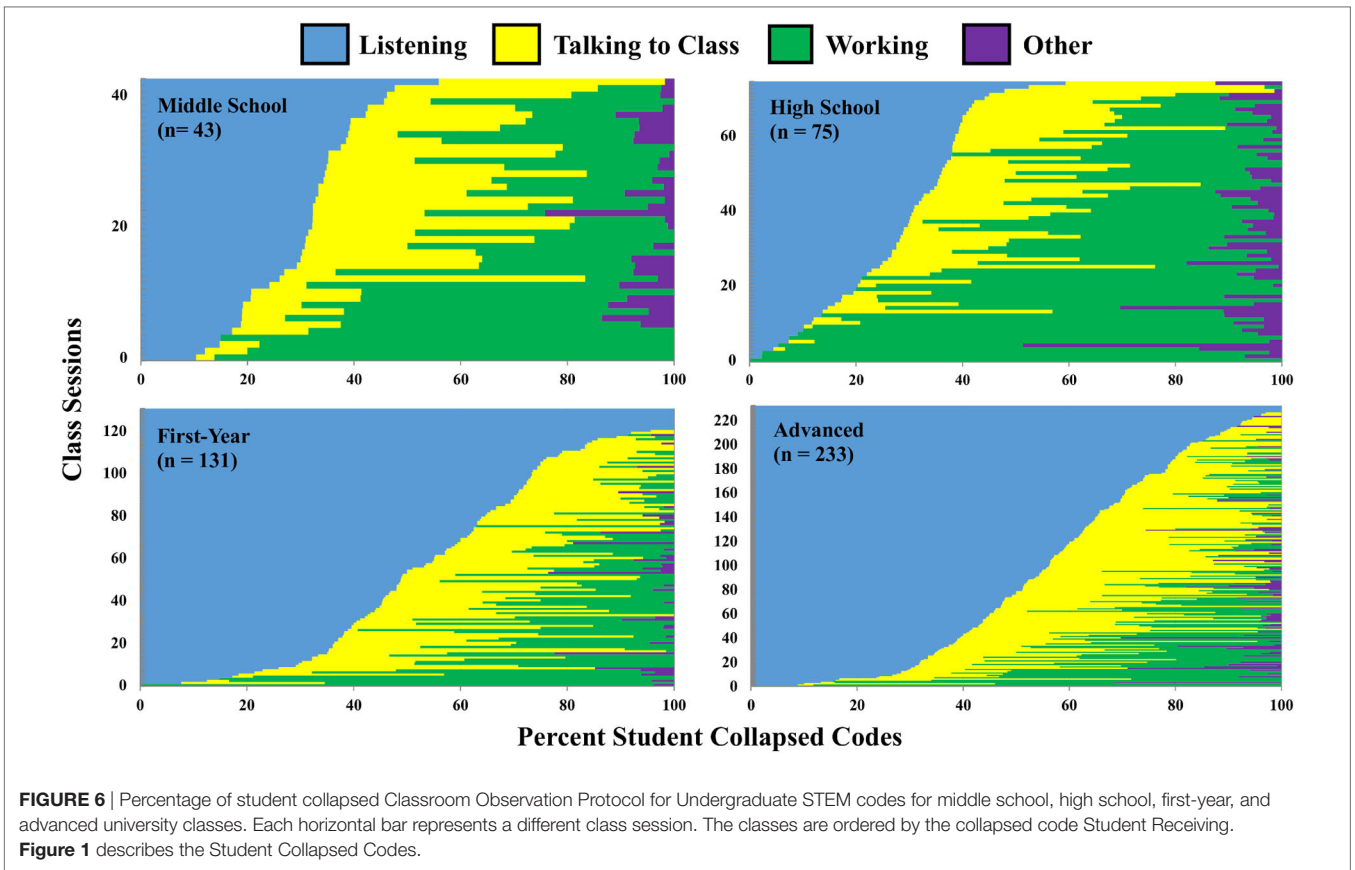 Listening Talking to Class Working Other
Middle School
(n= 43)
40
20
0
0 20 40 60 80 100
High School
(n = 75)
60
40
20
0
0 20 40 60 80 100
Class Sessions
First-Year
(n = 131)
120
100
80
60
40
20
0
0 20 40 60 80 100
Advanced
(n = 233)
220
200
180
160
140
120
100
80
60
40
20
0
0 20 40 60 80 100
Percent Student Collapsed Codes
FIGURE 6 | Percentage of student collapsed Classroom Observation Protocol for Undergraduate STEM codes for middle school, high school, first-year, and
advanced university classes. Each horizontal bar represents a different class session. The classes are ordered by the collapsed code Student Receiving.
Figure 1 describes the Student Collapsed Codes.